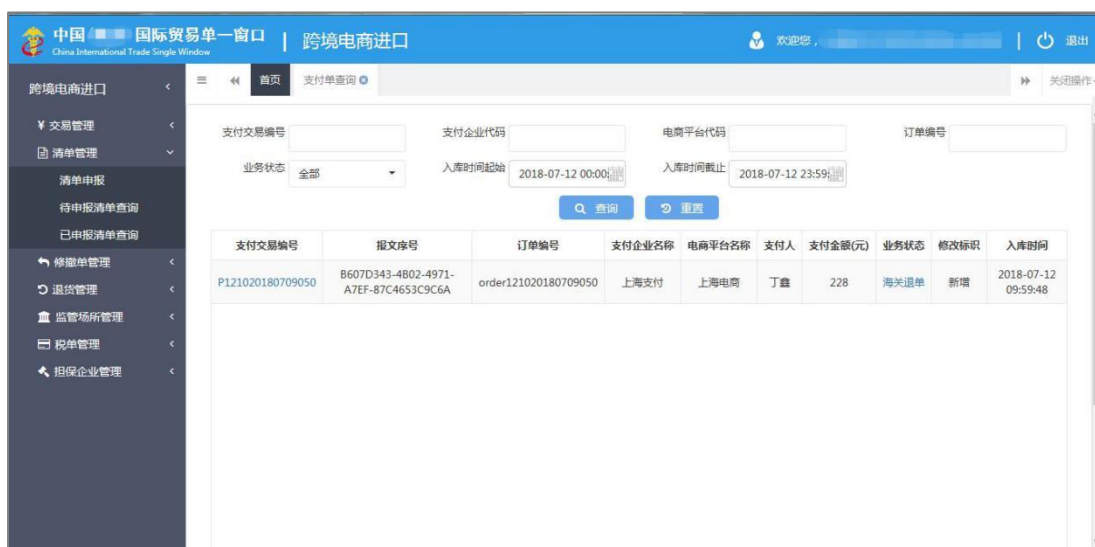 中国 国际贸易单一窗口 | 跨境电商进口 欢迎您， | 退出
China International Trade Single Window
跨境电商进口 首页 支付单查询 关闭操作
¥ 交易管理
清单管理
清单申报
待申报清单查询
已申报清单查询
修撤单管理
退货管理
监管场所管理
税单管理
担保企业管理
支付交易编号 支付企业代码 电商平台代码 订单编号
业务状态 全部 入库时间起始 2018-07-12 00:00: 入库时间截止 2018-07-12 23:59:
查询 重置
支付交易编号 报文序号 订单编号 支付企业名称 电商平台名称 支付人 支付金额(元) 业务状态 修改标识 入库时间
P121020180709050 B607D343-4B02-4971-A7EF-87C4653C9C6A order121020180709050 上海支付 上海电商 丁鑫 228 海关退单 新增 2018-07-12 09:59:48